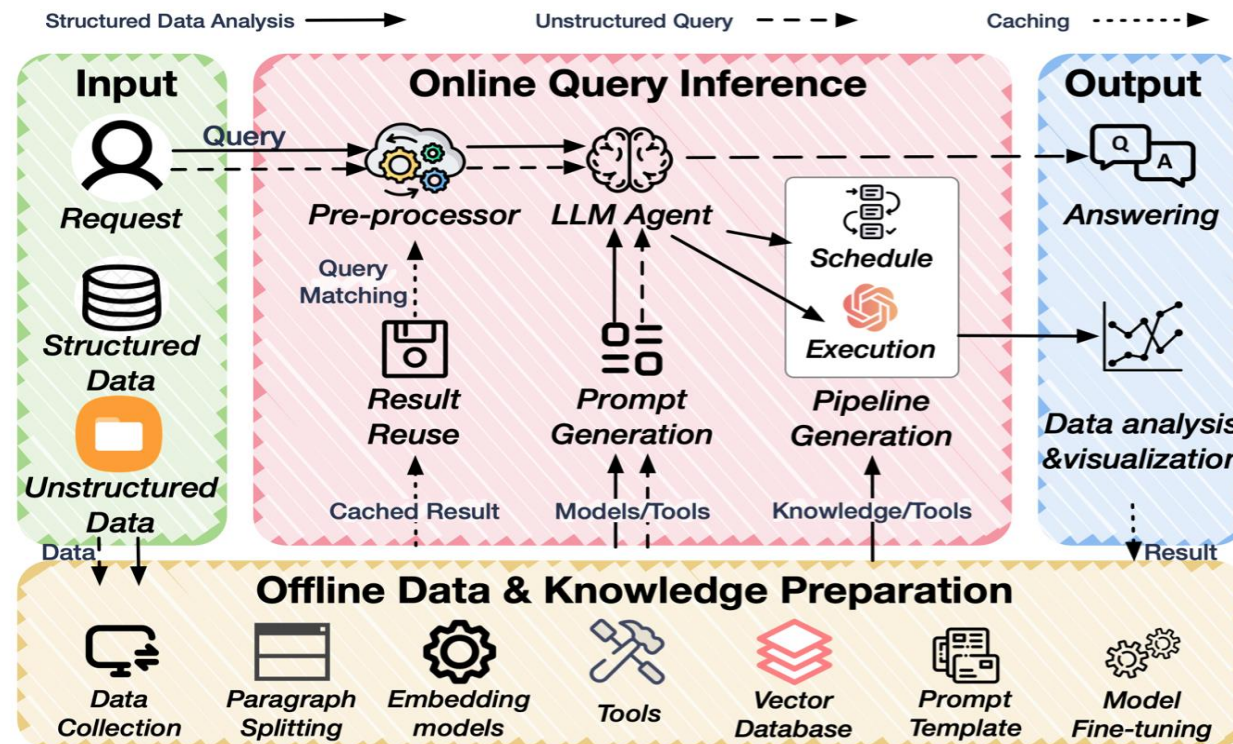 Structured Data Analysis
Unstructured Query
Caching
Input
Online Query Inference
Output
Query
Request
Pre-processor
LLM Agent
Answering
Q
A
Schedule
Query
Matching
Structured
Data
Execution
Result
Reuse
Prompt
Generation
Pipeline
Generation
Data analysis
&visualization
Unstructured
Data
Cached Result
Models/Tools
Knowledge/Tools
Data
Result
Offline Data & Knowledge Preparation
Data
Collection
Paragraph
Splitting
Embedding
models
Tools
Vector
Database
Prompt
Template
Model
Fine-tuning